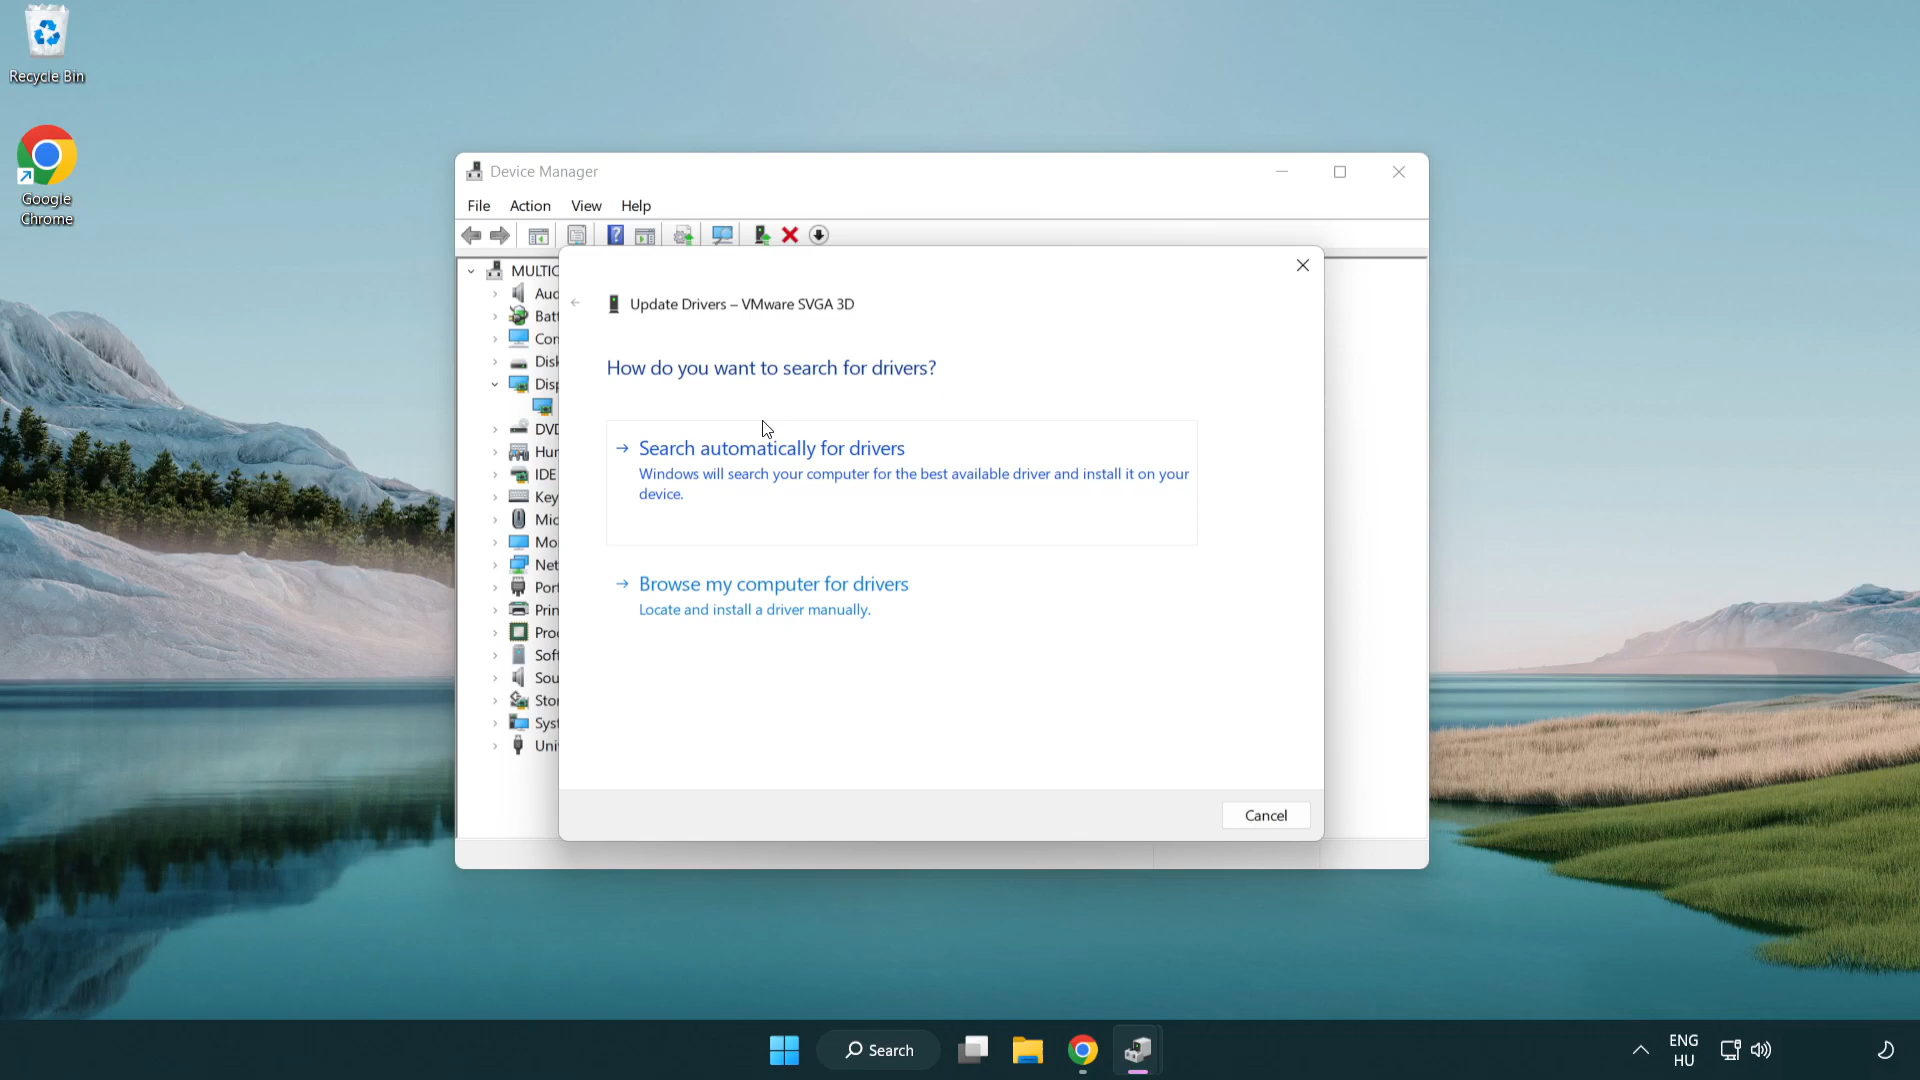 Recycle Bin
Google
Chrome
Device Manager
File Action View Help
MULTIC
Aud
Batt
Con
Disk
Disp
DVD
Hur
IDE
Key
Mic
Mo
Net
Port
Prin
Proc
Soft
Sou
Stor
Syst
Uni
Update Drivers – VMware SVGA 3D
How do you want to search for drivers?
Search automatically for drivers
Windows will search your computer for the best available driver and install it on your
device.
Browse my computer for drivers
Locate and install a driver manually.
Cancel
Search
ENG
HU